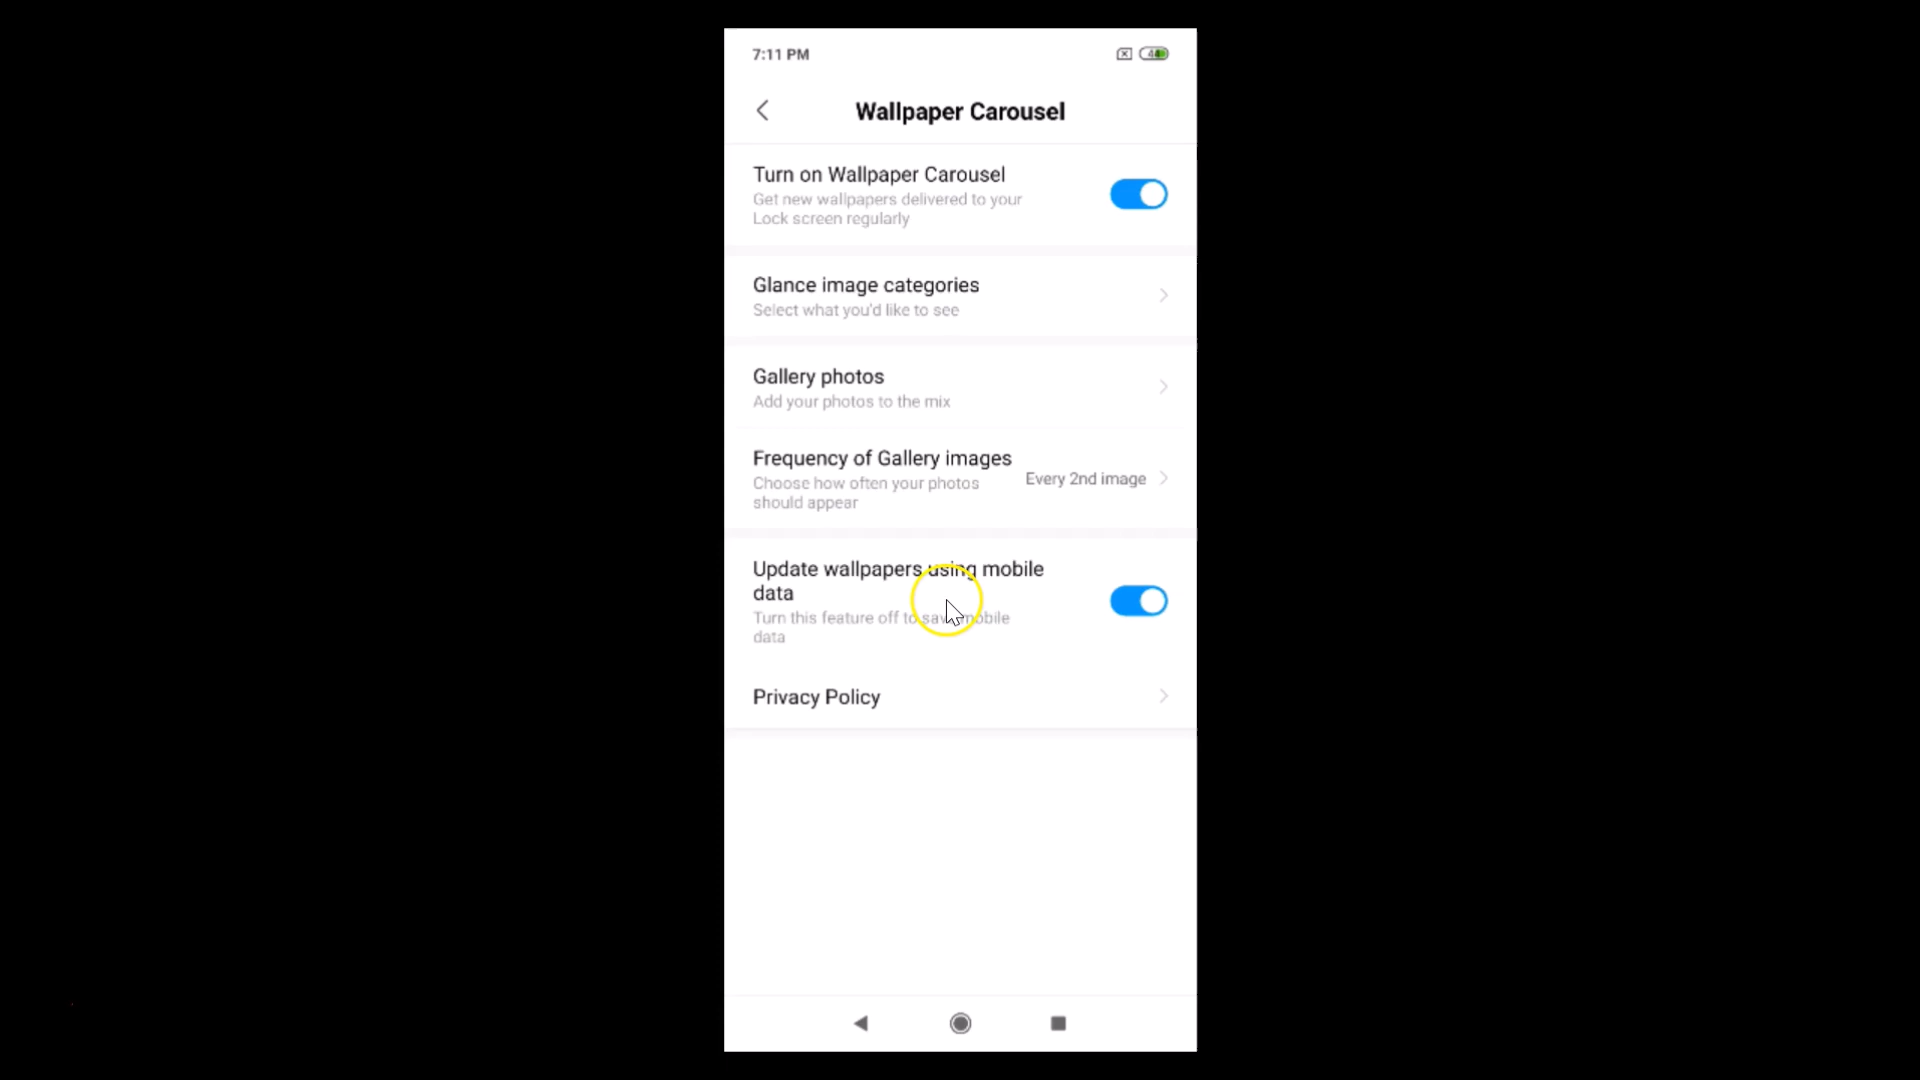 7:11 PM
Wallpaper Carousel
Turn on Wallpaper Carousel
Get new wallpapers delivered to your
Lock screen regularly
Glance image categories
Select what you'd like to see
Gallery photos
Add your photos to the mix
Frequency of Gallery images
Choose how often your photos
should appear
Every 2nd image
Update wallpapers using mobile
data
Turn this feature off to save mobile
data
Privacy Policy